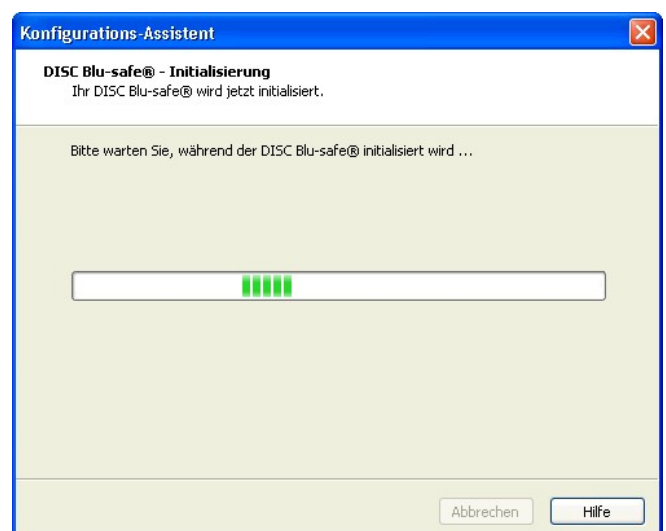 Konfigurations-Assistent
DISC Blu-safe® - Initialisierung
Ihr DISC Blu-safe® wird jetzt initialisiert.
Bitte warten Sie, während der DISC Blu-safe® initialisiert wird ...
Abbrechen Hilfe